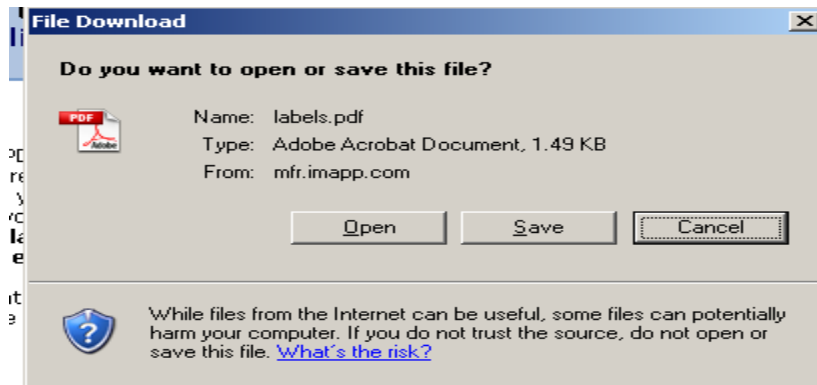 File Download
Do you want to open or save this file?
PDF
Adobe
Name: labels.pdf
Type: Adobe Acrobat Document, 1.49 KB
From: mfr.imapp.com
Open Save Cancel
While files from the Internet can be useful, some files can potentially
harm your computer. If you do not trust the source, do not open or
save this file. What's the risk?